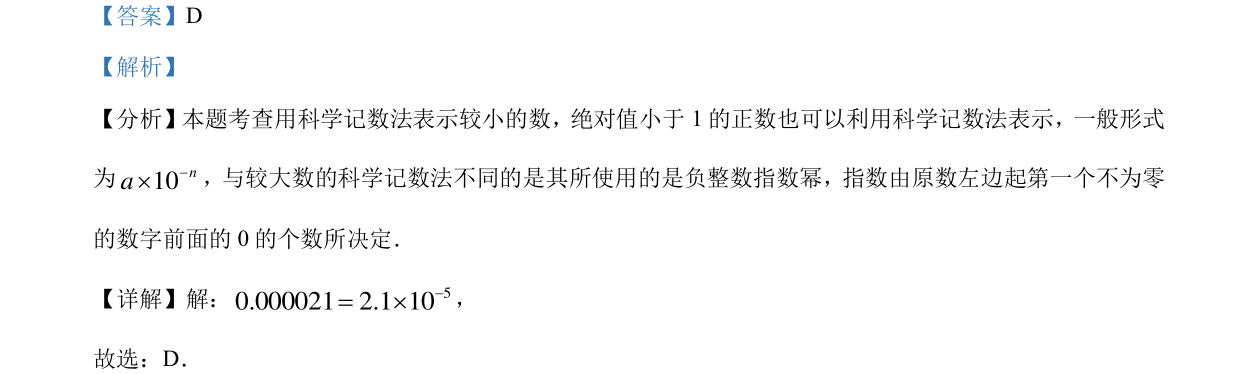 【答案】D
【解析】
【分析】本题考查用科学记数法表示较小的数，绝对值小于 1 的正数也可以利用科学记数法表示，一般形式
为 a×10⁻ⁿ，与较大数的科学记数法不同的是其所使用的是负整数指数幂，指数由原数左边起第一个不为零
的数字前面的 0 的个数所决定．
【详解】解：0.000021＝2.1×10⁻⁵，
故选：D．